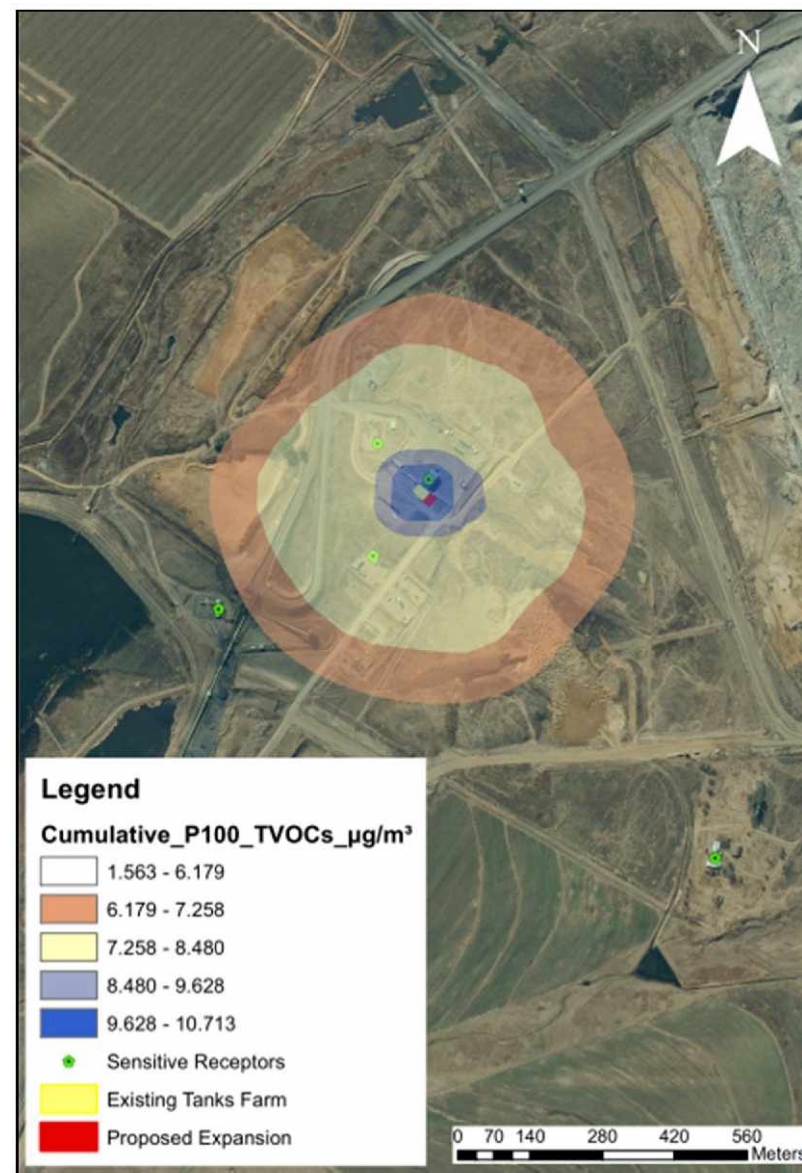 N
Legend
Cumulative_P100_TVOCs_µg/m³
1.563 - 6.179
6.179 - 7.258
7.258 - 8.480
8.480 - 9.628
9.628 - 10.713
Sensitive Receptors
Existing Tanks Farm
Proposed Expansion
0 70 140 280 420 560
Meters